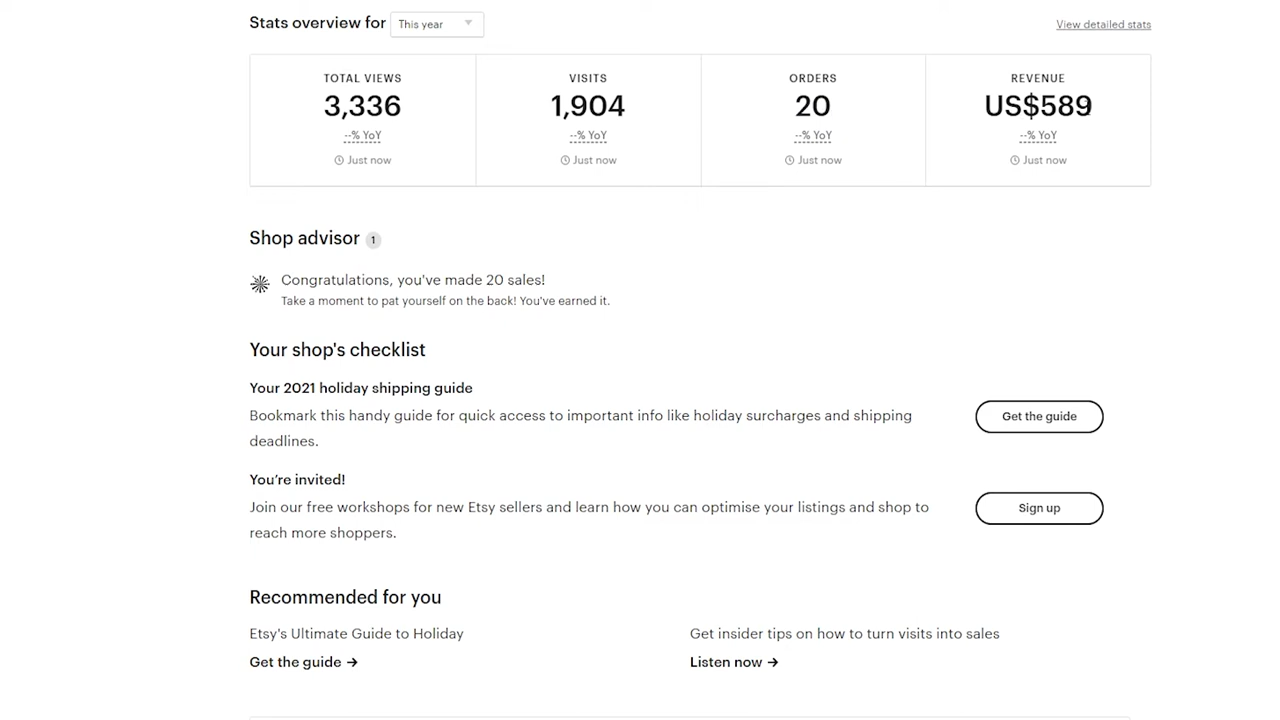 Stats overview for This year View detailed stats
TOTAL VIEWS VISITS ORDERS REVENUE
3,336 1,904 20 US$589
--% YoY --% YoY --% YoY --% YoY
Just now Just now Just now Just now
Shop advisor 1
Congratulations, you've made 20 sales!
Take a moment to pat yourself on the back! You've earned it.
Your shop's checklist
Your 2021 holiday shipping guide
Bookmark this handy guide for quick access to important info like holiday surcharges and shipping
deadlines.
Get the guide
You're invited!
Join our free workshops for new Etsy sellers and learn how you can optimise your listings and shop to
reach more shoppers.
Sign up
Recommended for you
Etsy's Ultimate Guide to Holiday
Get the guide →
Get insider tips on how to turn visits into sales
Listen now →